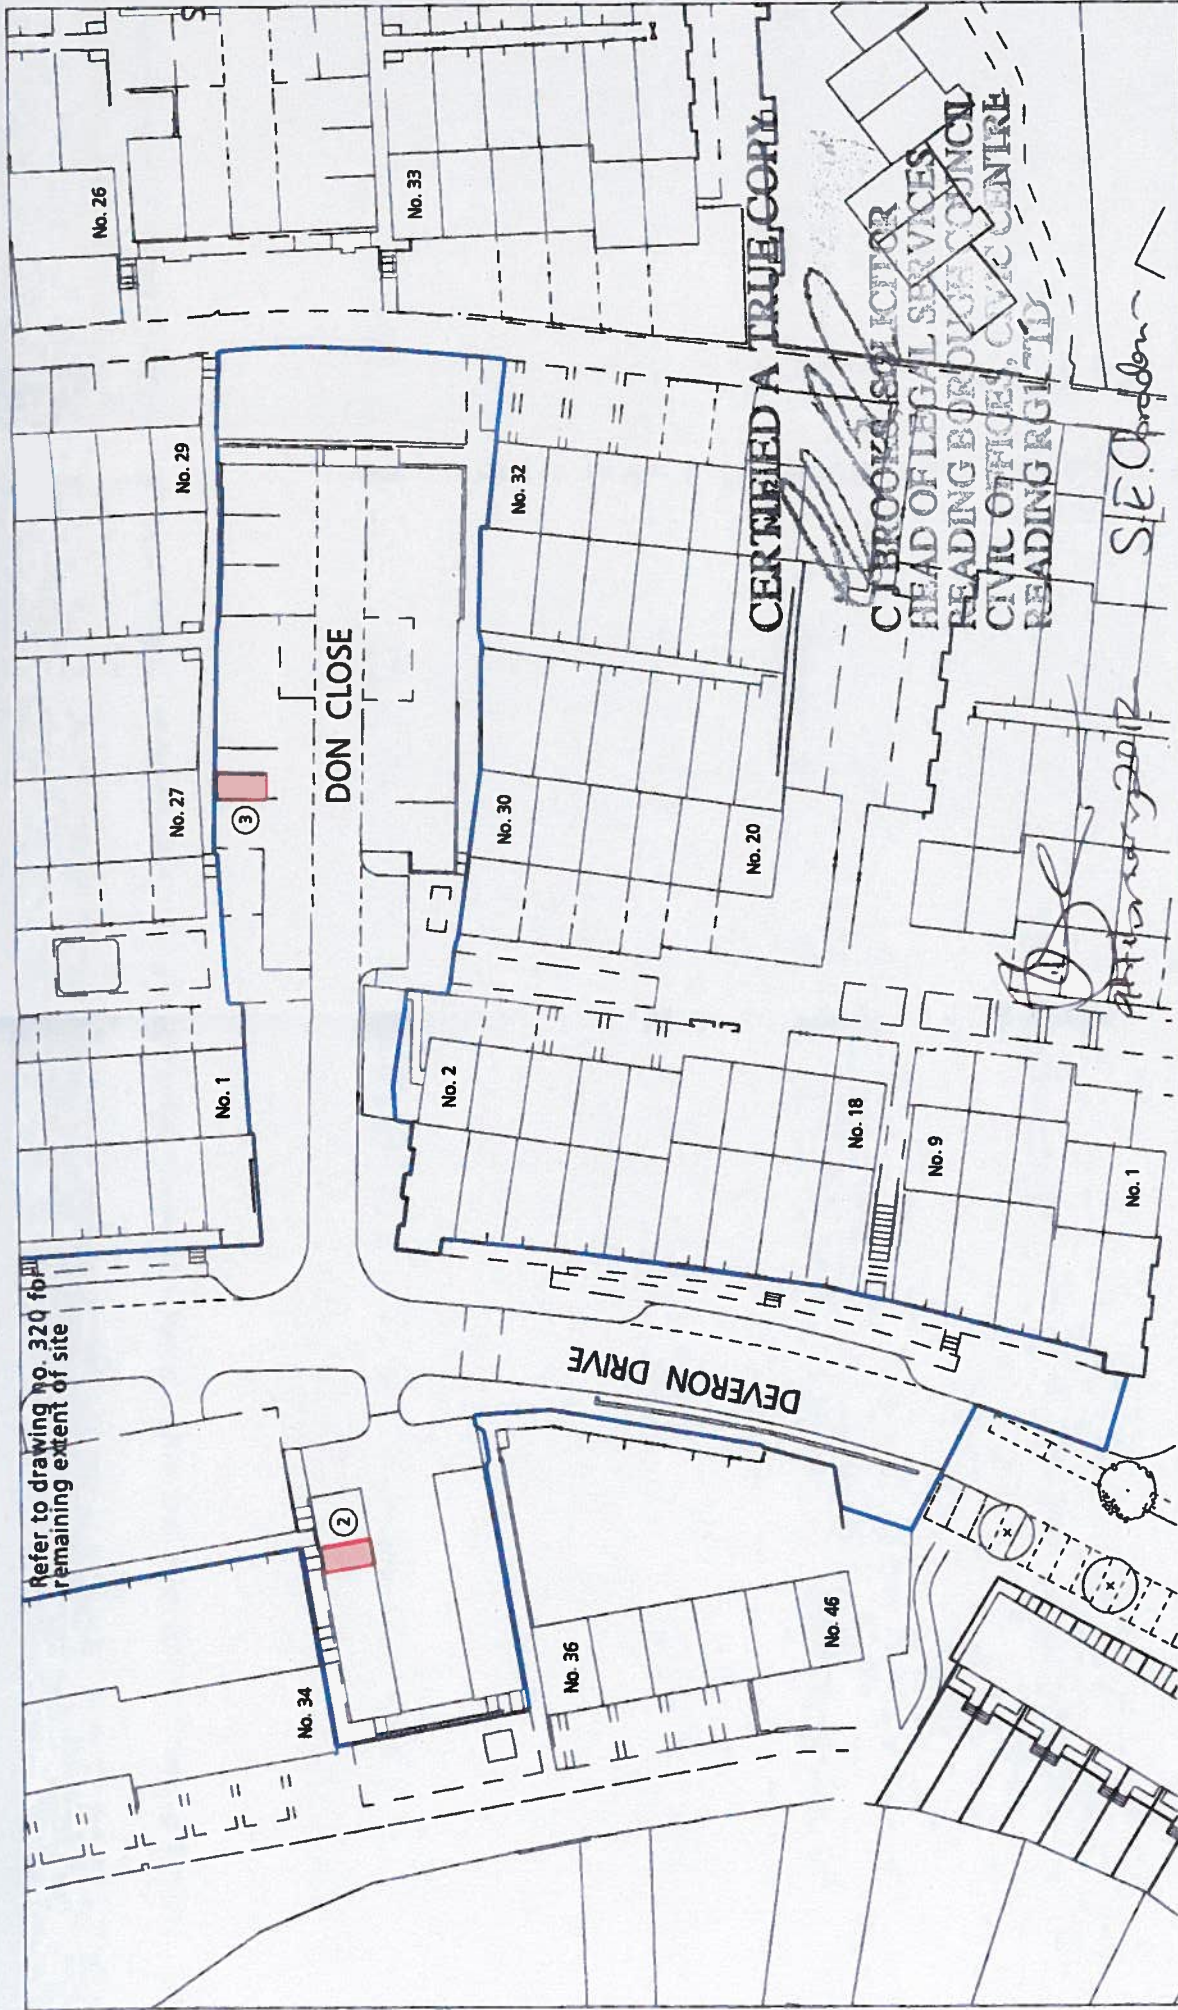 Refer to drawing no. 320 for
remaining extent of site
No. 26
No. 33
No. 29
No. 32
DON CLOSE
No. 27
3
No. 30
No. 20
No. 1
No. 2
No. 18
No. 9
No. 1
DEVERON DRIVE
2
No. 34
No. 36
No. 46
S
CERTIFIED A TRUE COPY
C J BROOKS, SOLICITOR
HEAD OF LEGAL SERVICES
READING BOROUGH COUNCIL
CIVIC OFFICES, CIVIC CENTRE
READING RG1 7TD
2012